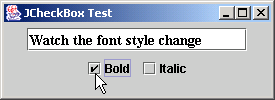 JCheckBox Test
Watch the font style change
Bold Italic